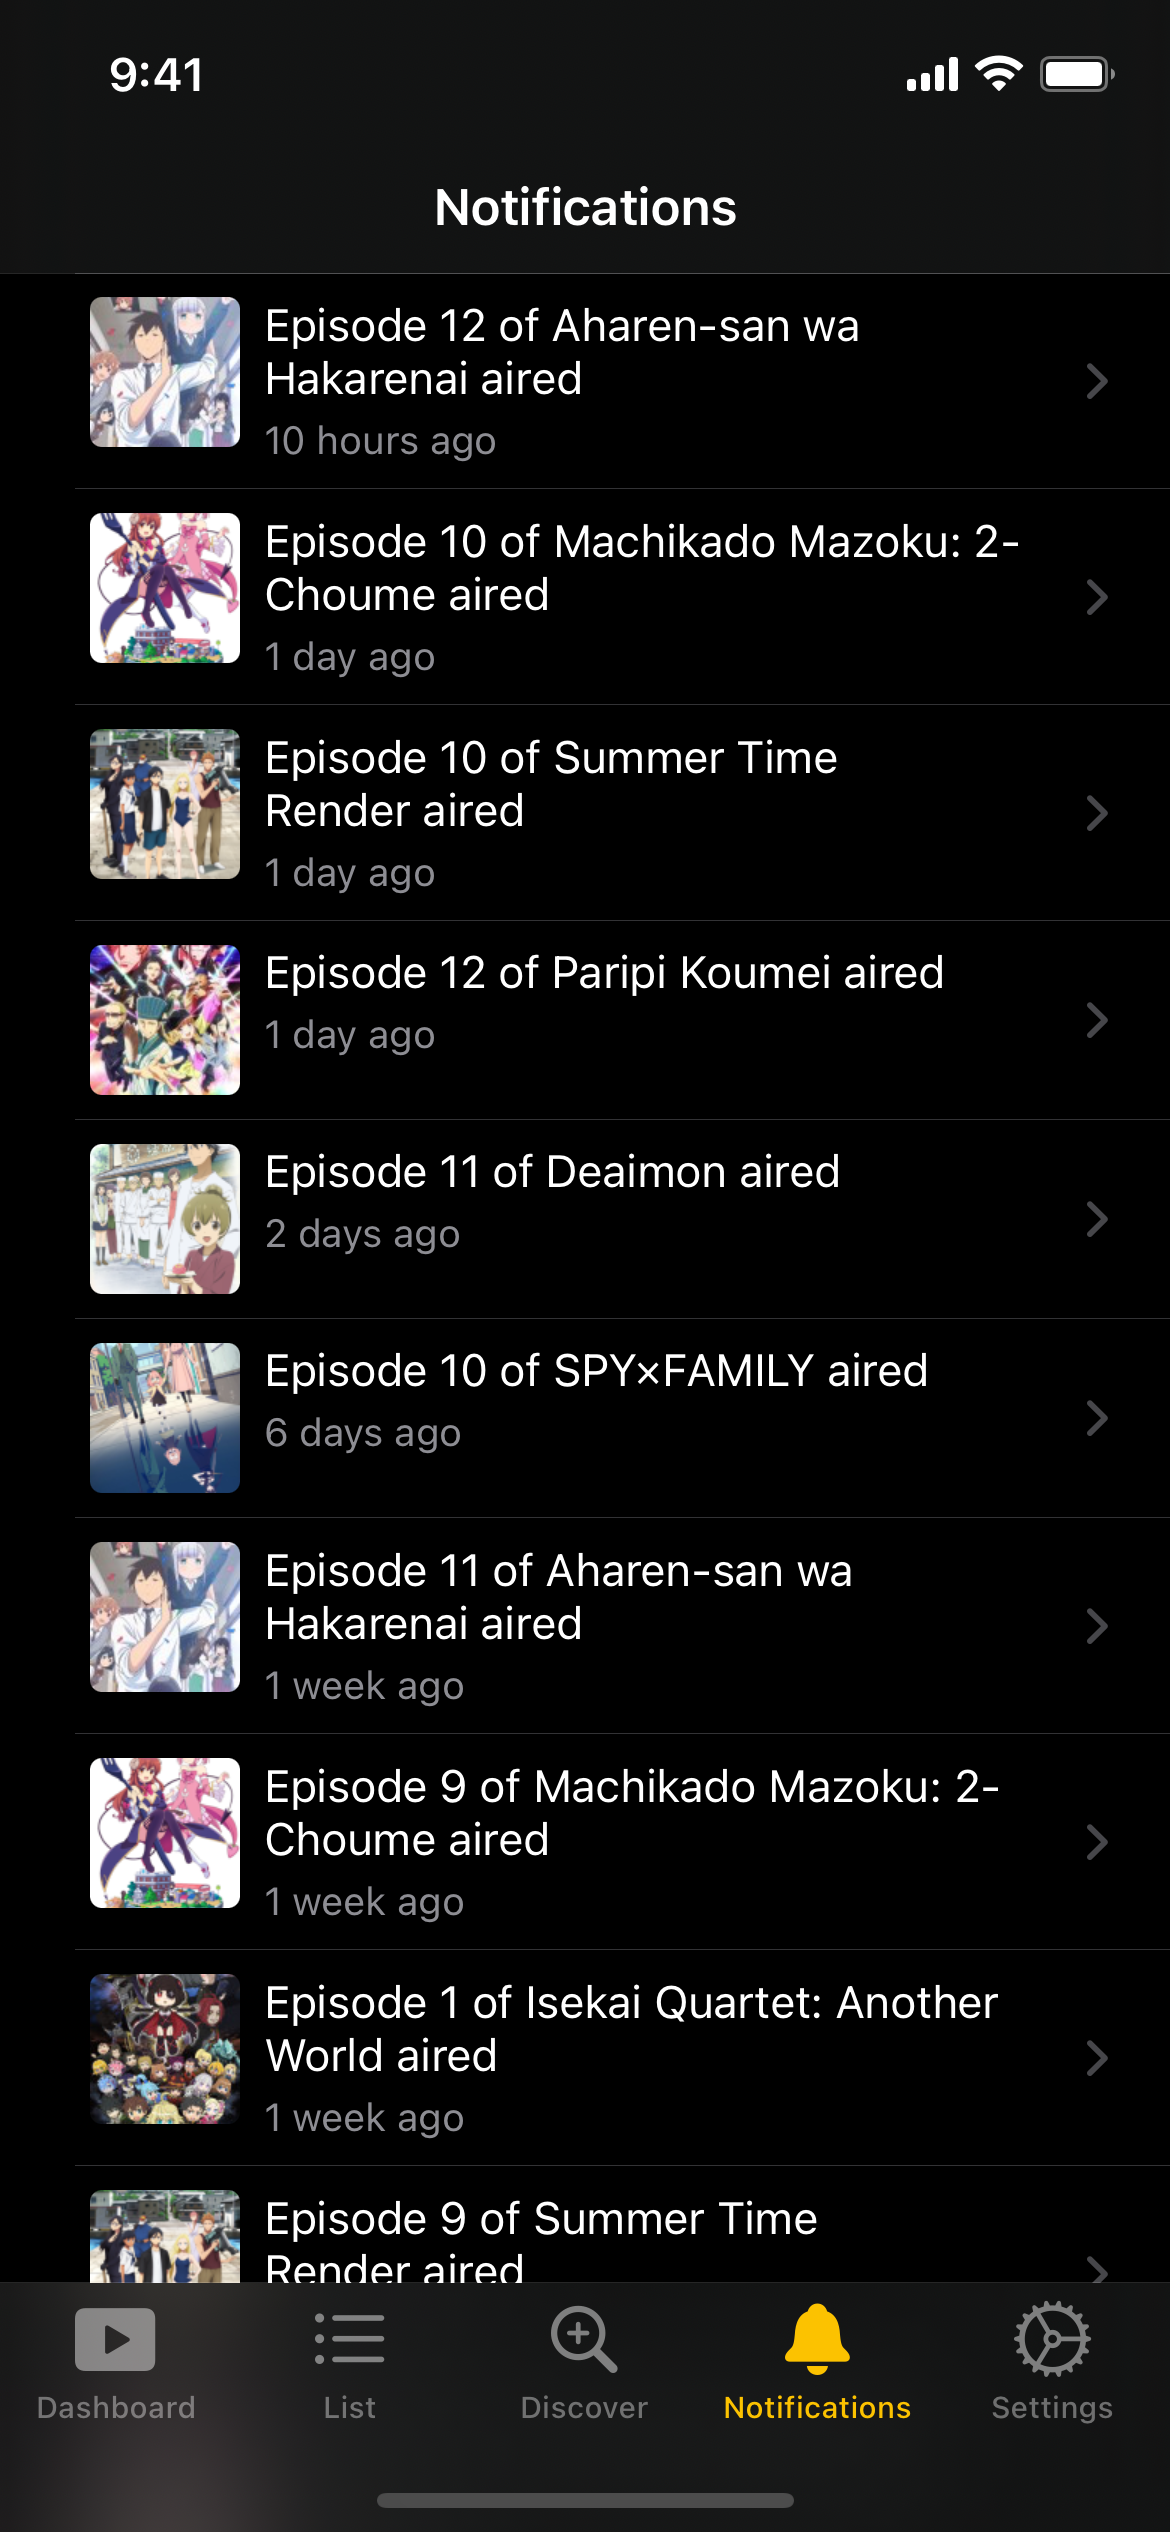 9:41
Notifications
Episode 12 of Aharen-san wa
Hakarenai aired
10 hours ago
Episode 10 of Machikado Mazoku: 2-
Choume aired
1 day ago
Episode 10 of Summer Time
Render aired
1 day ago
Episode 12 of Paripi Koumei aired
1 day ago
Episode 11 of Deaimon aired
2 days ago
Episode 10 of SPY×FAMILY aired
6 days ago
Episode 11 of Aharen-san wa
Hakarenai aired
1 week ago
Episode 9 of Machikado Mazoku: 2-
Choume aired
1 week ago
Episode 1 of Isekai Quartet: Another
World aired
1 week ago
Episode 9 of Summer Time
Render aired
Dashboard
List
Discover
Notifications
Settings